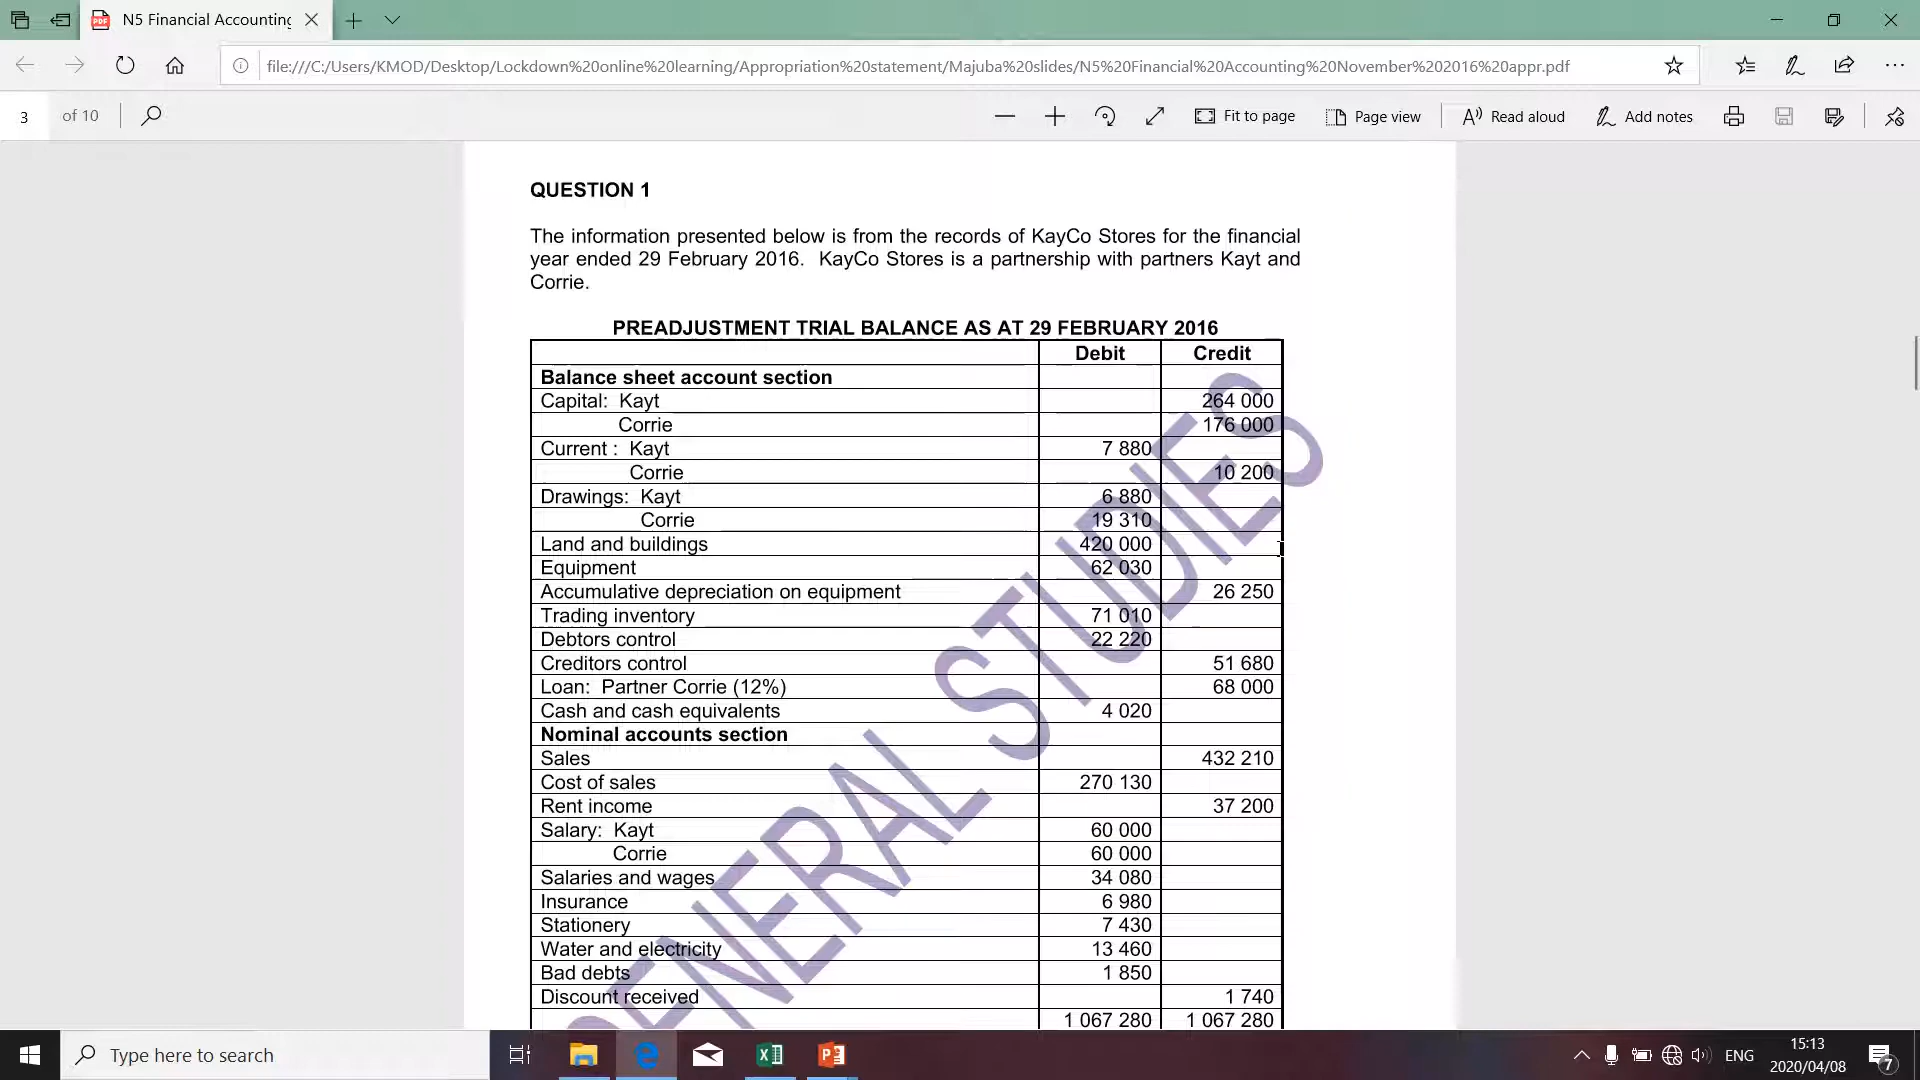 N5 Financial Accounting
file:///C:/Users/KMOD/Desktop/Lockdown%20online%20learning/Appropriation%20statement/Majuba%20slides/N5%20Financial%20Accounting%20November%202016%20appr.pdf
3 of 10 Fit to page Page view Read aloud Add notes
QUESTION 1
The information presented below is from the records of KayCo Stores for the financial
year ended 29 February 2016. KayCo Stores is a partnership with partners Kayt and
Corrie.
PREADJUSTMENT TRIAL BALANCE AS AT 29 FEBRUARY 2016
Debit Credit
Balance sheet account section
Capital: Kayt 264 000
Corrie 176 000
Current : Kayt 7 880
Corrie 10 200
Drawings: Kayt 6 880
Corrie 19 310
Land and buildings 420 000
Equipment 62 030
Accumulative depreciation on equipment 26 250
Trading inventory 71 010
Debtors control 22 220
Creditors control 51 680
Loan: Partner Corrie (12%) 68 000
Cash and cash equivalents 4 020
Nominal accounts section
Sales 432 210
Cost of sales 270 130
Rent income 37 200
Salary: Kayt 60 000
Corrie 60 000
Salaries and wages 34 080
Insurance 6 980
Stationery 7 430
Water and electricity 13 460
Bad debts 1 850
Discount received 1 740
1 067 280 1 067 280
ENERAL STUDIES
Type here to search
ENG
15:13
2020/04/08
7